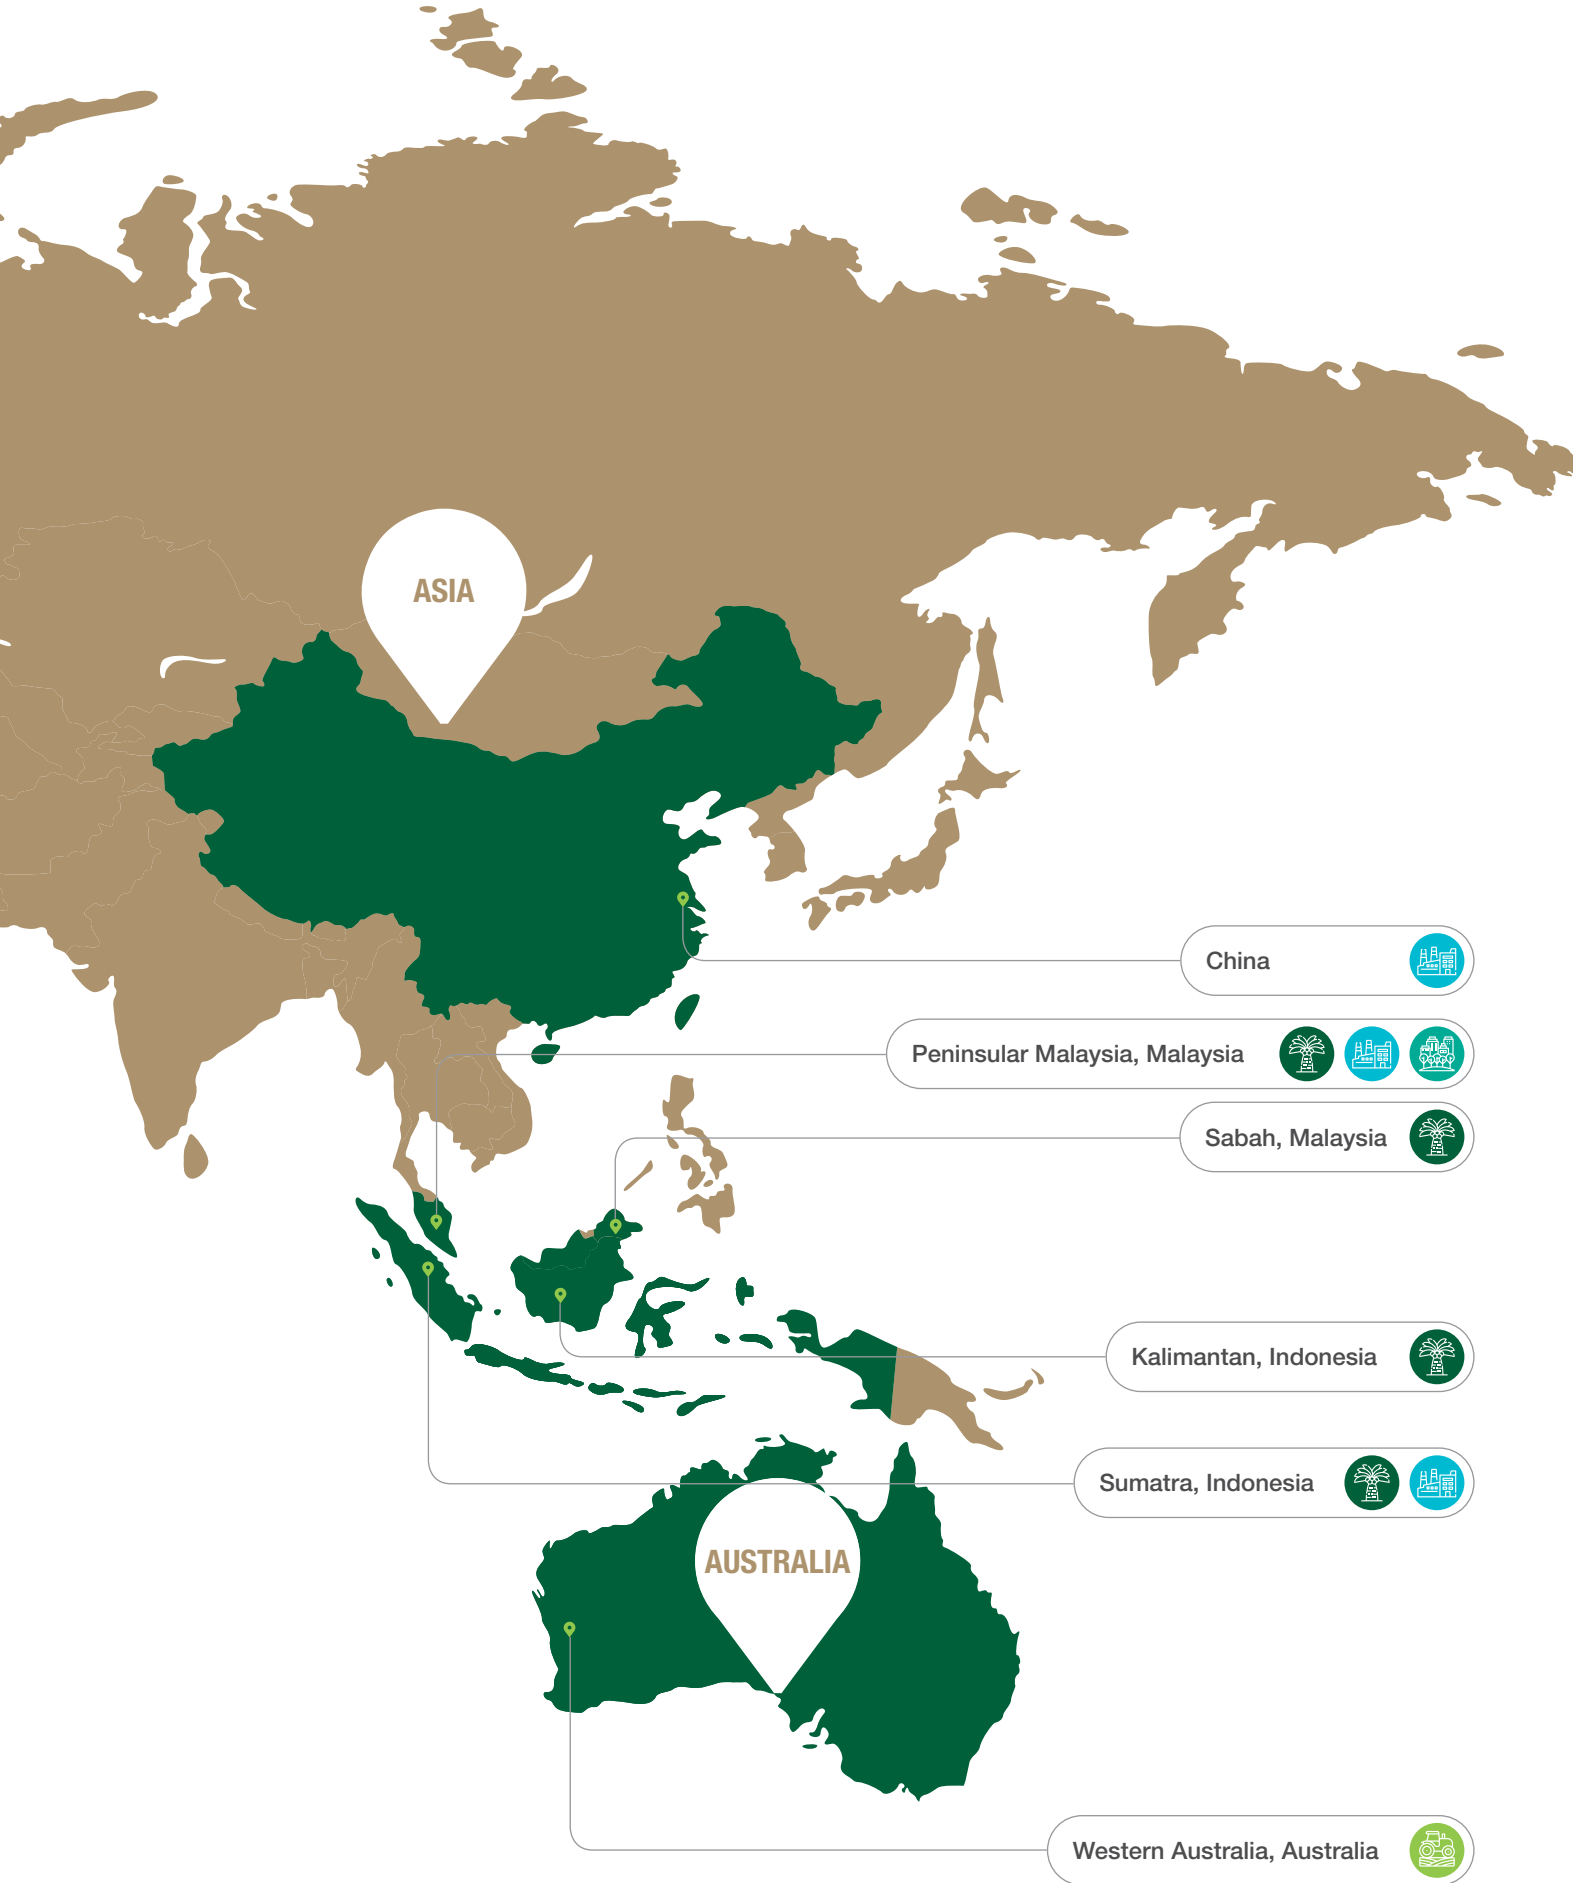 ASIA
China
Peninsular Malaysia, Malaysia
Sabah, Malaysia
Kalimantan, Indonesia
Sumatra, Indonesia
AUSTRALIA
Western Australia, Australia